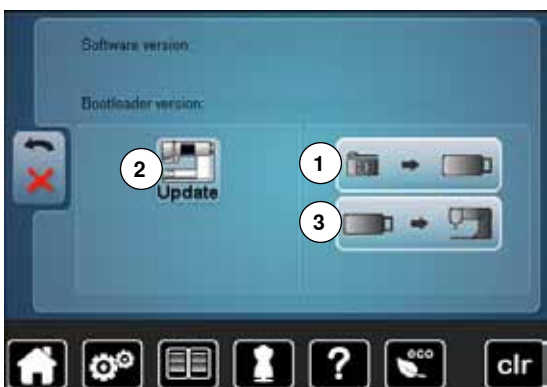 Software version:
Bootloader version:
2
1
Update
3
?
eco
clr